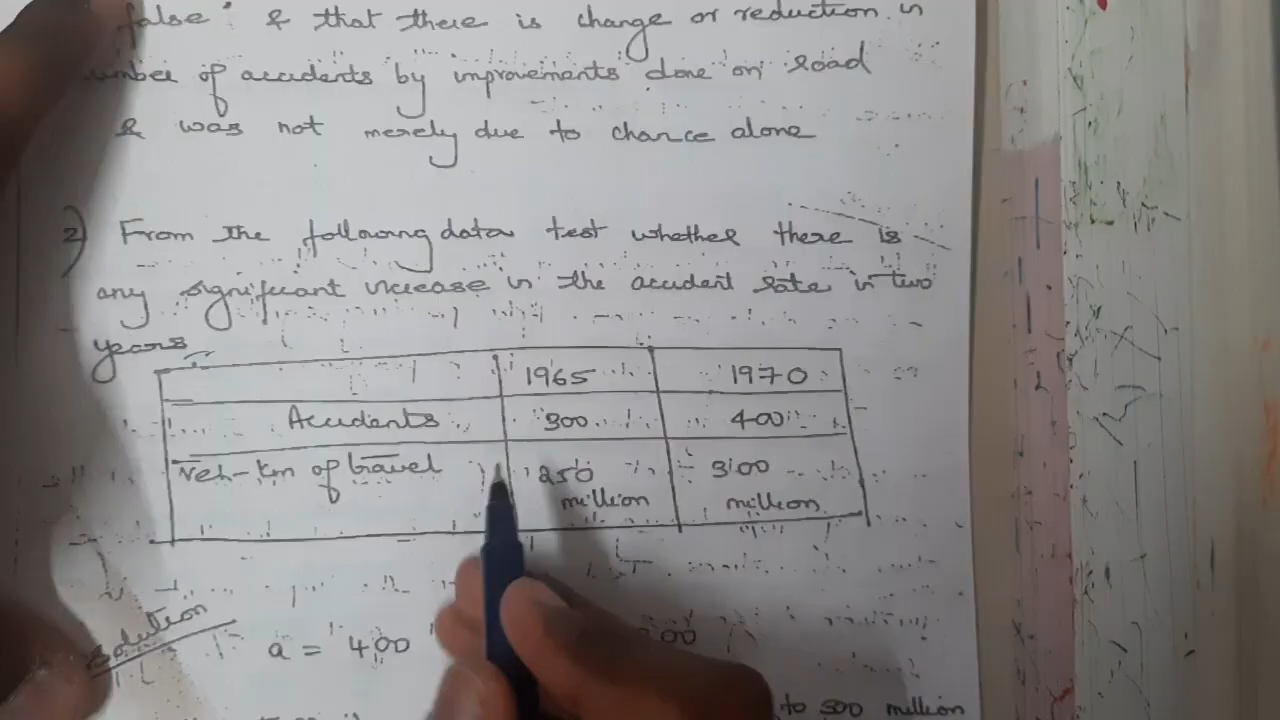 false" & that there is change or reduction in
number of accidents by improvements done on road
& was not merely due to chance alone
2) From the following data test whether there is
any significant increase in the accident rate in two
years
1965 1970
Accidents 300 400
Veh-km of travel 250 million 300 million
Solution
a = 400 300
to 300 million